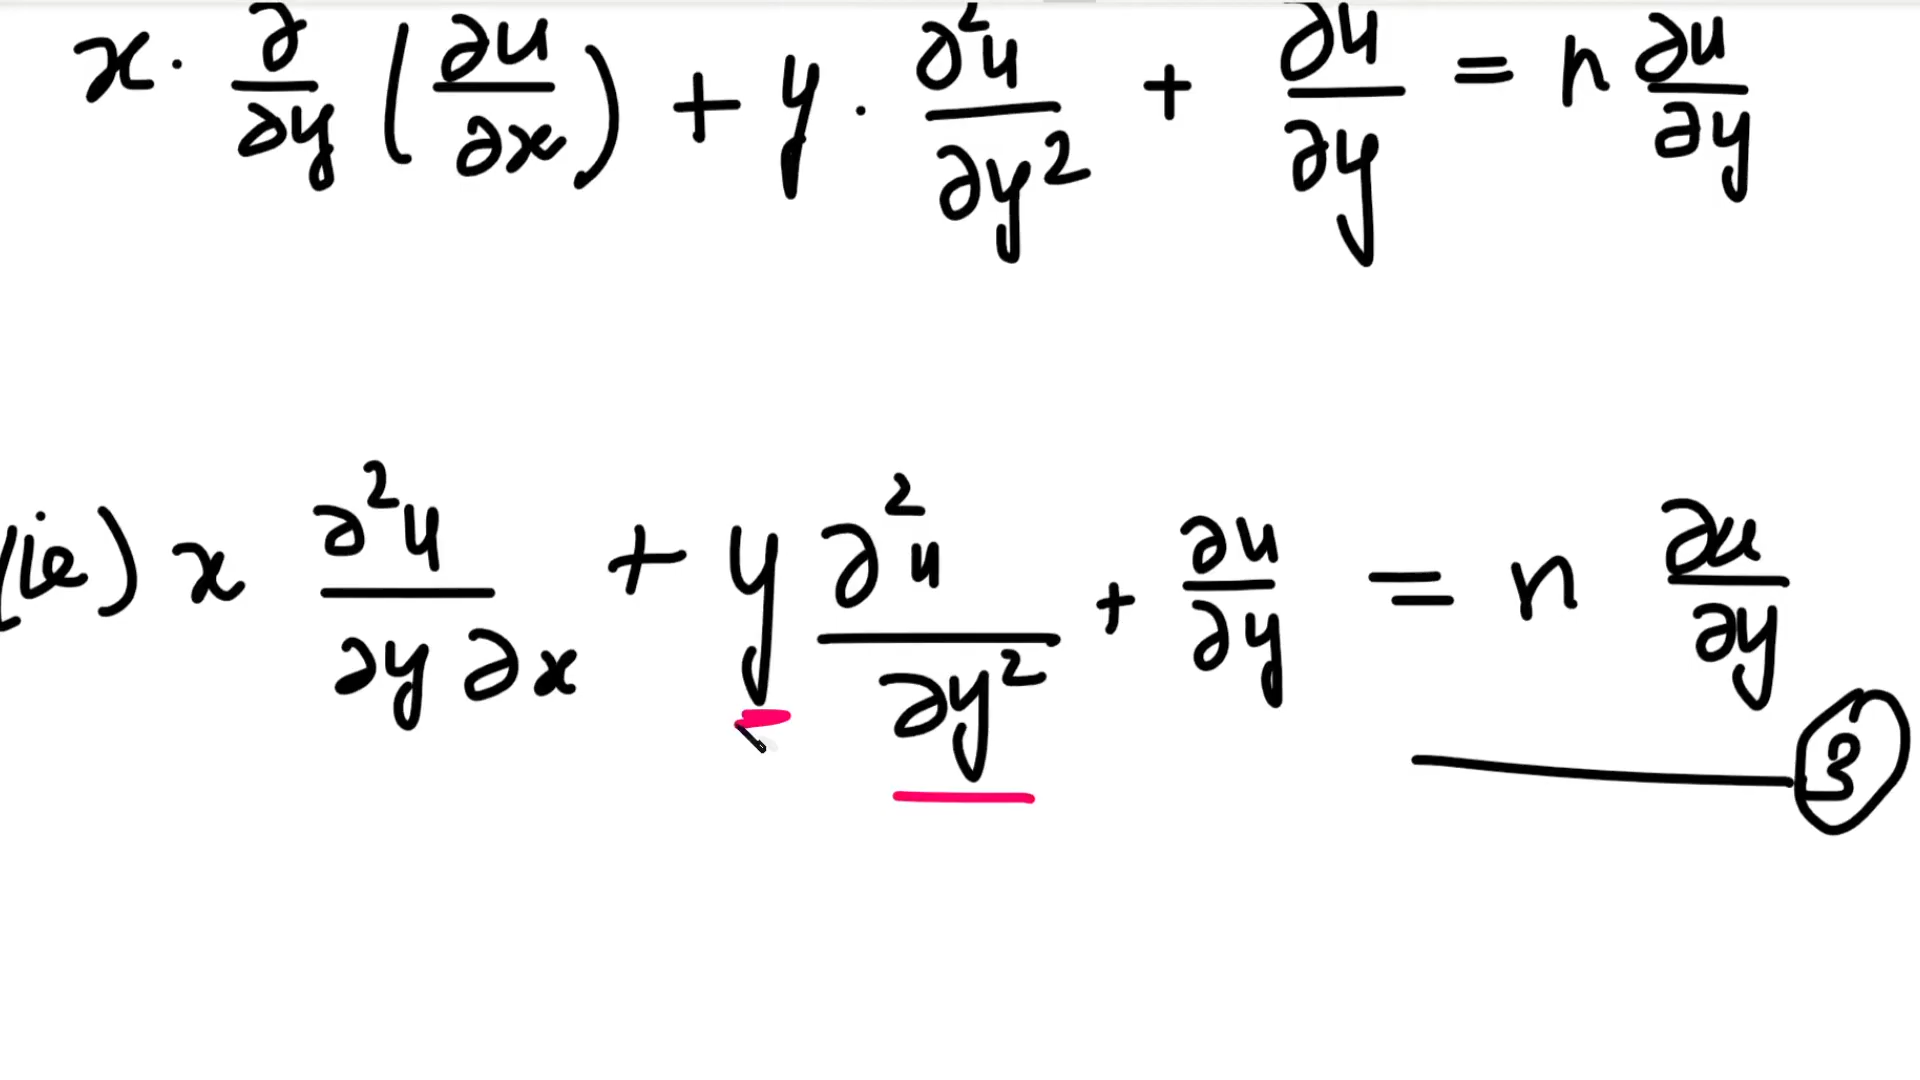 x · ∂/∂y (∂u/∂x) + y · ∂²u/∂y² + ∂u/∂y = n ∂u/∂y
(ie) x ∂²u/∂y∂x + y ∂²u/∂y² + ∂u/∂y = n ∂u/∂y
3